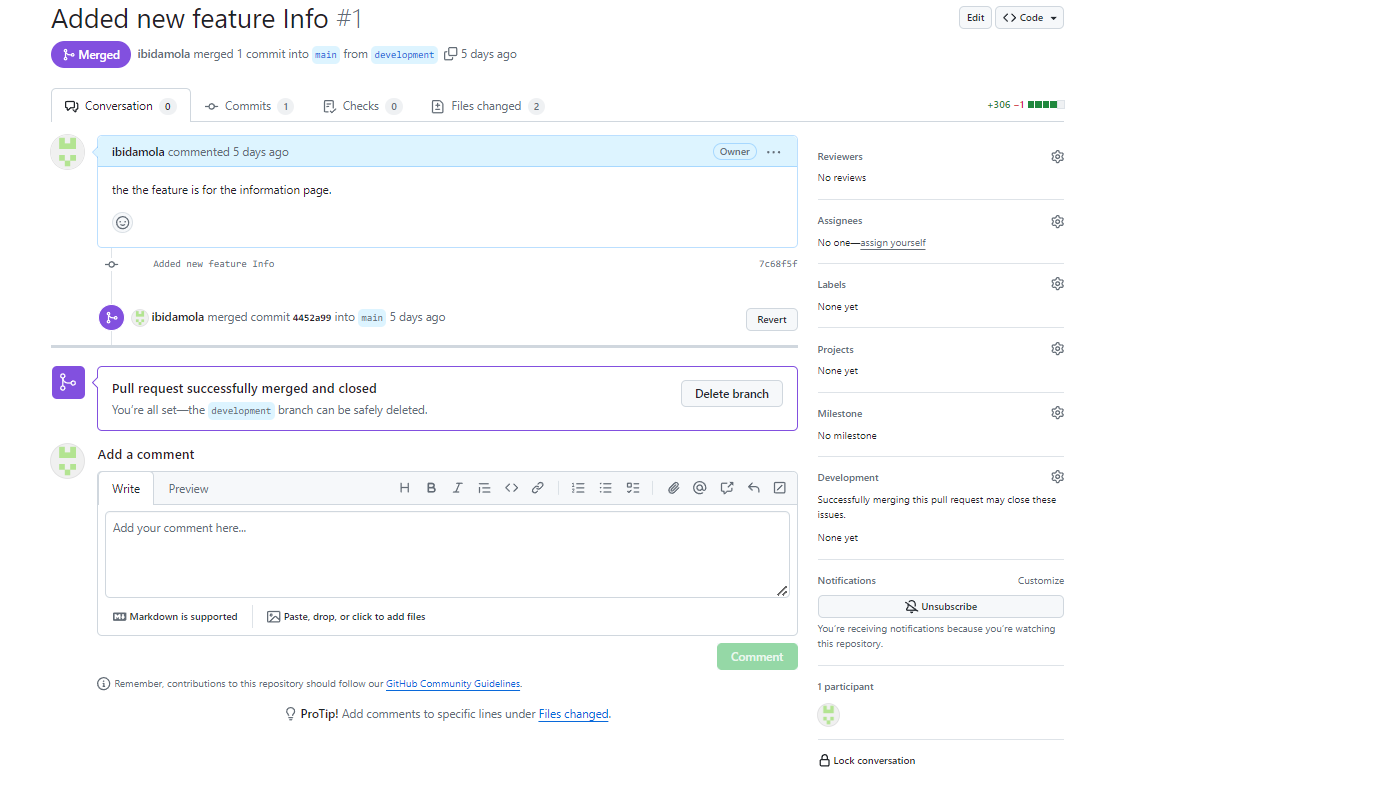 Added new feature Info #1
Edit
Code
Merged
ibidamola merged 1 commit into main from development 5 days ago
Conversation 0
Commits 1
Checks 0
Files changed 2
+306 −1
ibidamola commented 5 days ago
Owner
the the feature is for the information page.
Added new feature Info
7c68f5f
ibidamola merged commit 4452a99 into main 5 days ago
Revert
Pull request successfully merged and closed
You're all set—the development branch can be safely deleted.
Delete branch
Add a comment
Write
Preview
Add your comment here...
Markdown is supported
Paste, drop, or click to add files
Comment
Remember, contributions to this repository should follow our GitHub Community Guidelines.
ProTip! Add comments to specific lines under Files changed.
Reviewers
No reviews
Assignees
No one—assign yourself
Labels
None yet
Projects
None yet
Milestone
No milestone
Development
Successfully merging this pull request may close these
issues.
None yet
Notifications
Customize
Unsubscribe
You're receiving notifications because you're watching
this repository.
1 participant
Lock conversation